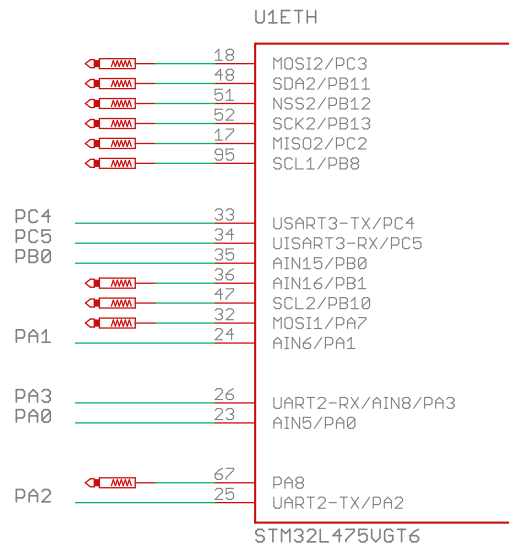 U1ETH
18 MOSI2/PC3
48 SDA2/PB11
51 NSS2/PB12
52 SCK2/PB13
17 MISO2/PC2
95 SCL1/PB8
PC4 33 USART3-TX/PC4
PC5 34 UISART3-RX/PC5
PB0 35 AIN15/PB0
36 AIN16/PB1
47 SCL2/PB10
32 MOSI1/PA7
PA1 24 AIN6/PA1
PA3 26 UART2-RX/AIN8/PA3
PA0 23 AIN5/PA0
67 PA8
PA2 25 UART2-TX/PA2
STM32L475VGT6